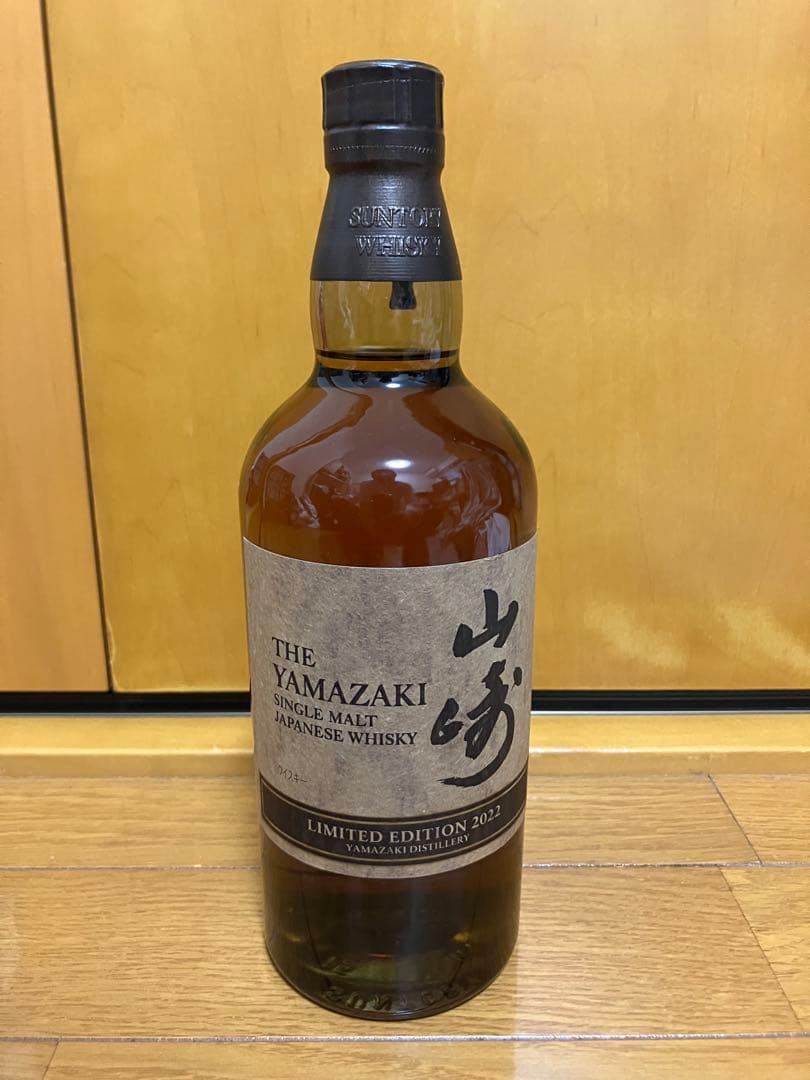 SUNTORY
WHISKY
山崎
THE
YAMAZAKI
SINGLE MALT
JAPANESE WHISKY
ウイスキー
LIMITED EDITION 2022
YAMAZAKI DISTILLERY